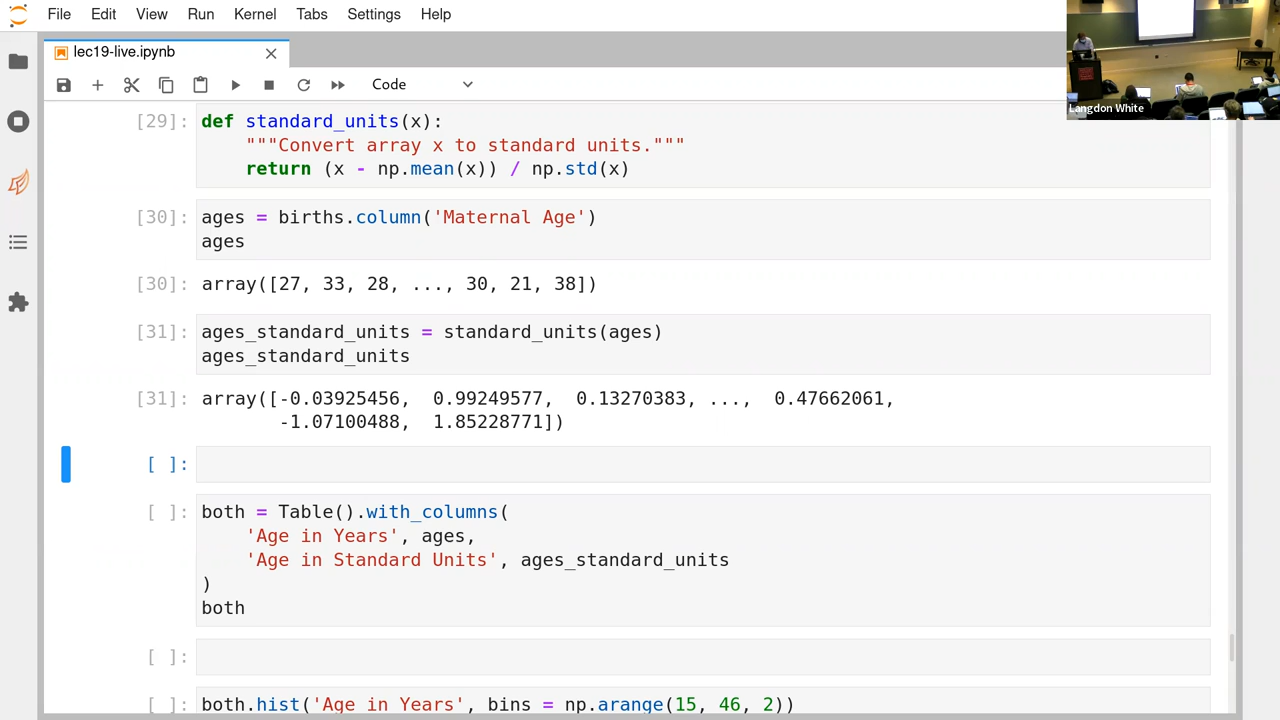 File Edit View Run Kernel Tabs Settings Help
lec19-live.ipynb
Code
Langdon White
[29]: def standard_units(x):
"""Convert array x to standard units."""
return (x - np.mean(x)) / np.std(x)
[30]: ages = births.column('Maternal Age')
ages
[30]: array([27, 33, 28, ..., 30, 21, 38])
[31]: ages_standard_units = standard_units(ages)
ages_standard_units
[31]: array([-0.03925456, 0.99249577, 0.13270383, ..., 0.47662061,
-1.07100488, 1.85228771])
[ ]:
[ ]: both = Table().with_columns(
'Age in Years', ages,
'Age in Standard Units', ages_standard_units
)
both
[ ]:
[ ]: both.hist('Age in Years', bins = np.arange(15, 46, 2))